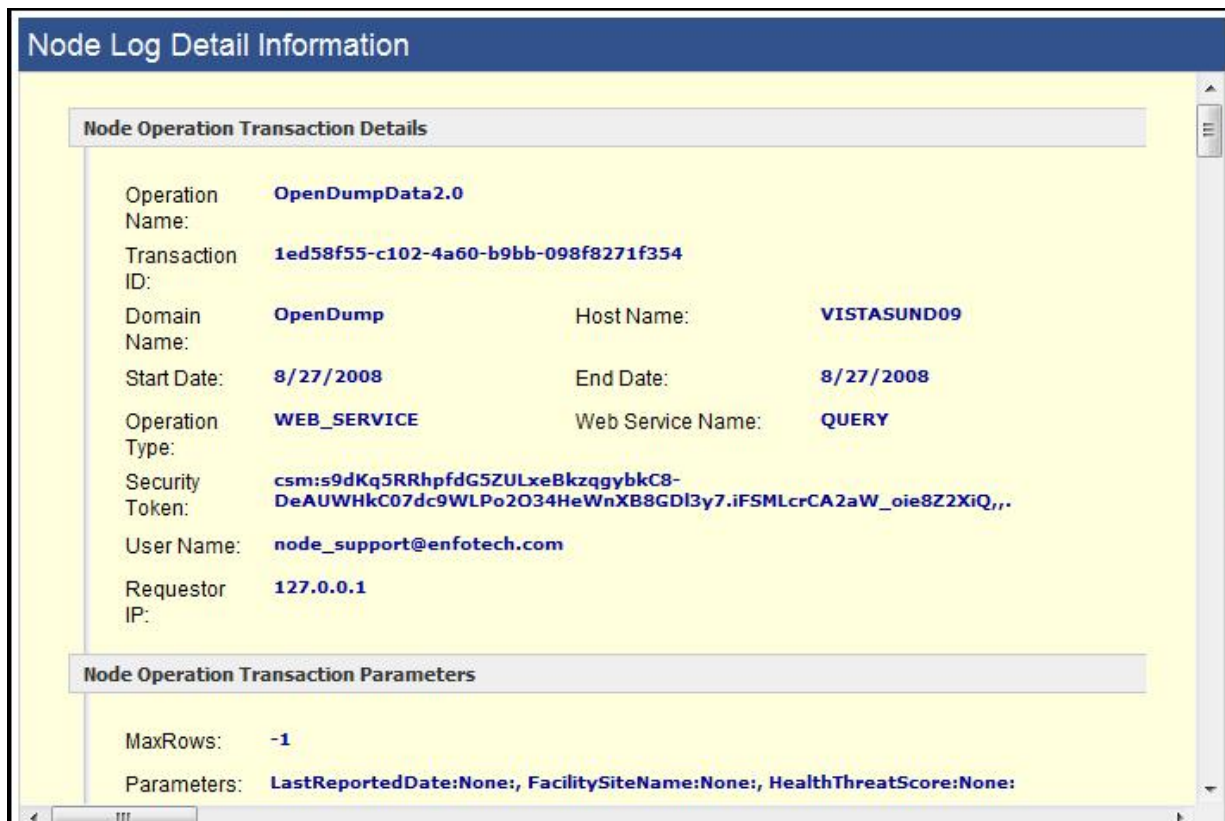 Node Log Detail Information
Node Operation Transaction Details
Operation Name: OpenDumpData2.0
Transaction ID: 1ed58f55-c102-4a60-b9bb-098f8271f354
Domain Name: OpenDump Host Name: VISTASUND09
Start Date: 8/27/2008 End Date: 8/27/2008
Operation Type: WEB_SERVICE Web Service Name: QUERY
Security Token: csm:s9dKq5RRhpfdG5ZULxeBkzqgybkC8-
DeAUWHkC07dc9WLPo2O34HeWnXB8GDl3y7.iFSMLcrCA2aW_oie8Z2XiQ,,.
User Name: node_support@enfotech.com
Requestor IP: 127.0.0.1
Node Operation Transaction Parameters
MaxRows: -1
Parameters: LastReportedDate:None:, FacilitySiteName:None:, HealthThreatScore:None: